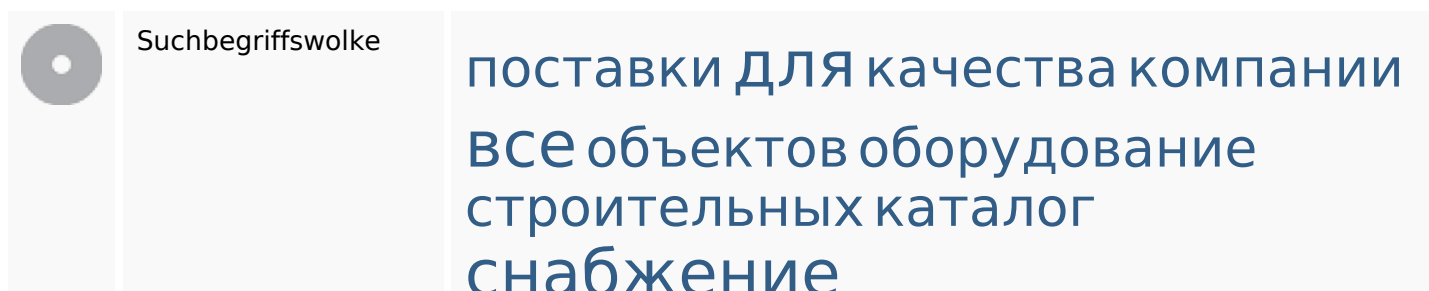 Suchbegriffswolke
поставки для качества компании
все объектов оборудование
строительных каталог
снабжение